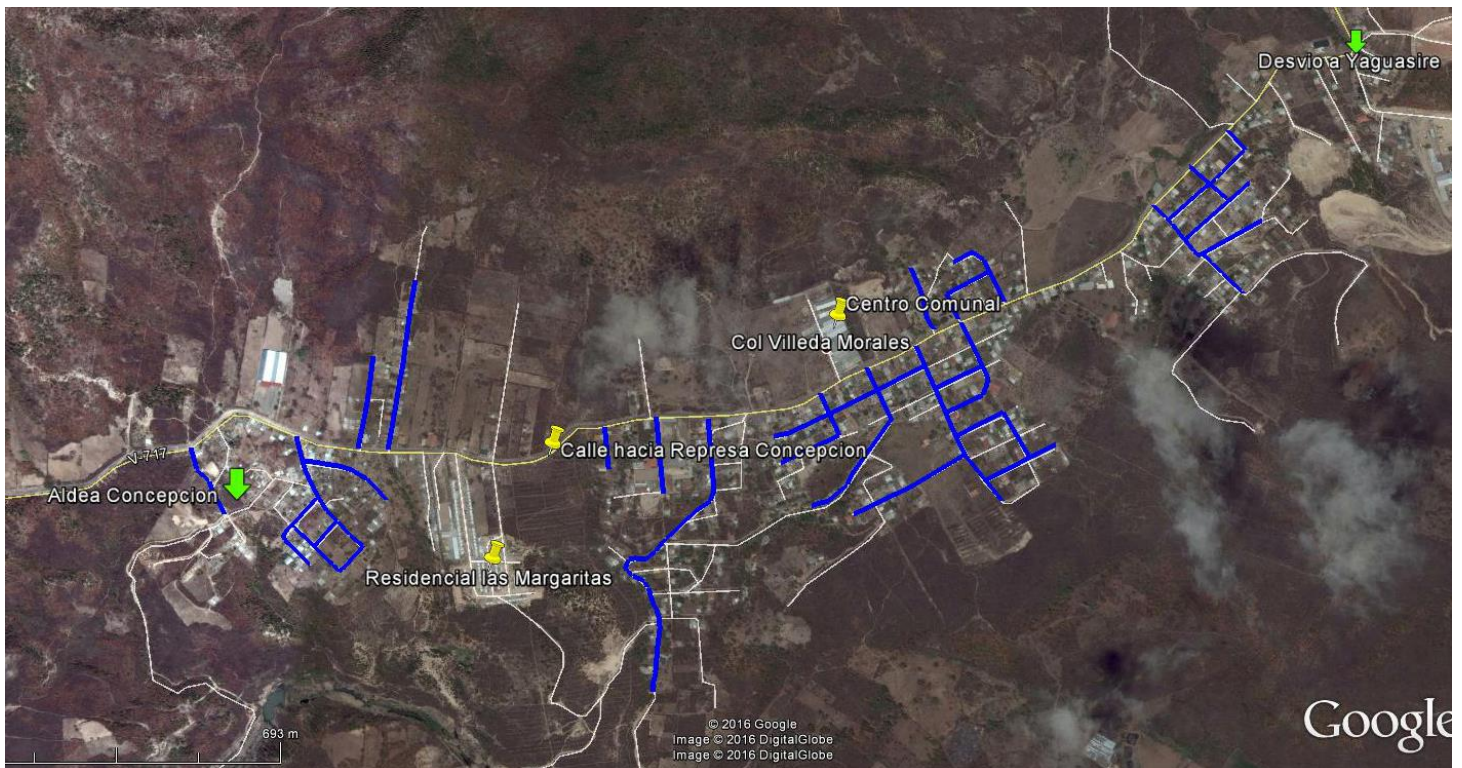 Desvio a Yaguasire
Centro Comunal
Col Villeda Morales
Calle hacia Represa Concepcion
V-717
Aldea Concepcion
Residencial las Margaritas
693 m
© 2016 Google
Image © 2016 DigitalGlobe
Image © 2016 DigitalGlobe
Google